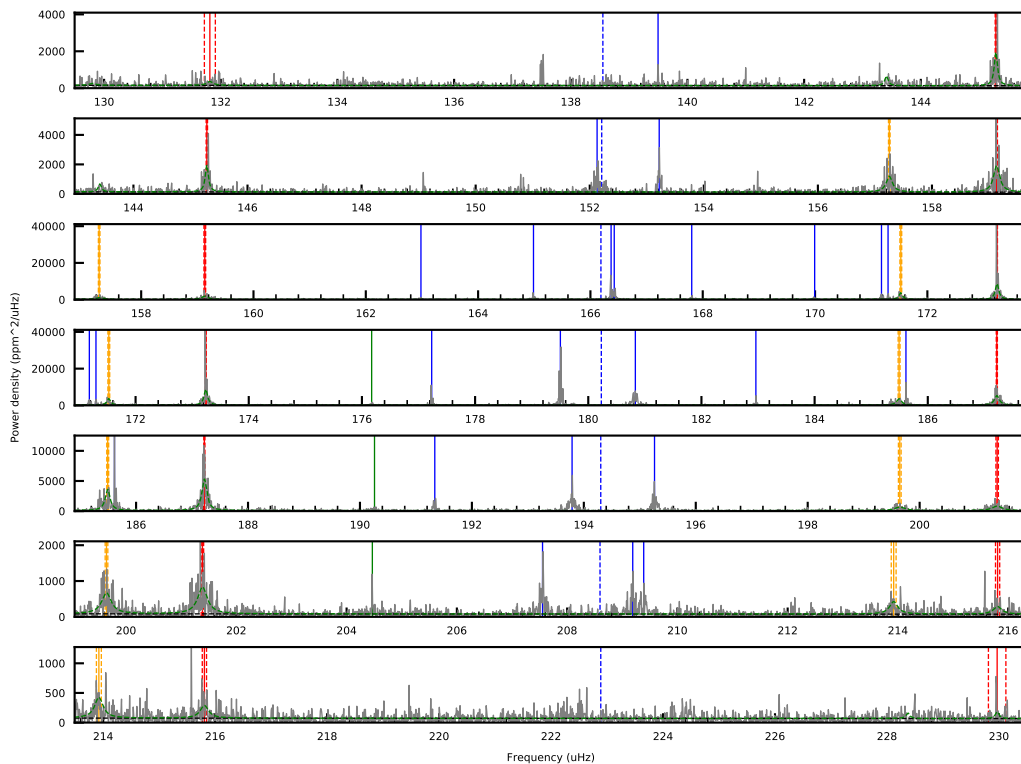 4000
2000
0
130 132 134 136 138 140 142 144
4000
2000
0
144 146 148 150 152 154 156 158
40000
20000
0
158 160 162 164 166 168 170 172
40000
20000
0
172 174 176 178 180 182 184 186
10000
5000
0
186 188 190 192 194 196 198 200
2000
1000
0
200 202 204 206 208 210 212 214 216
1000
500
0
214 216 218 220 222 224 226 228 230
Power density (ppm^2/uHz)
Frequency (uHz)